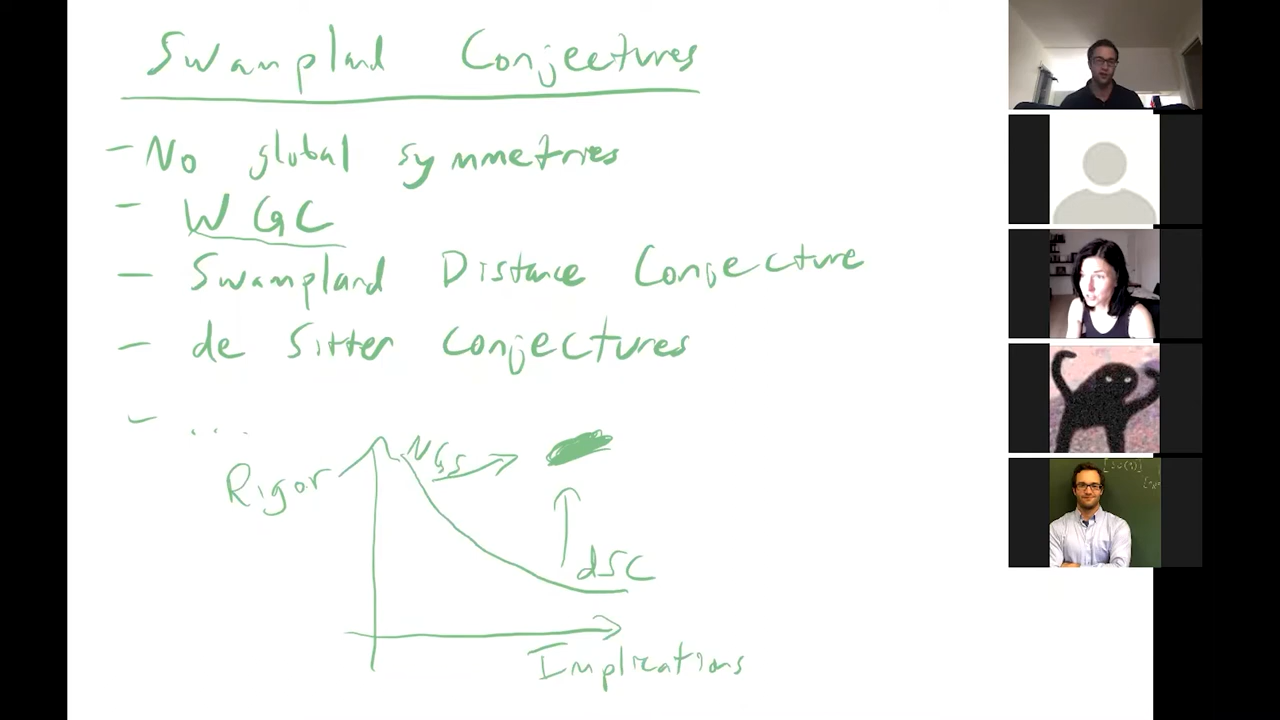 Swampland Conjectures
- No global symmetries
- WGC
- Swampland Distance Conjecture
- de Sitter Conjectures
- ...
Rigor
NGS
dSC
Implications